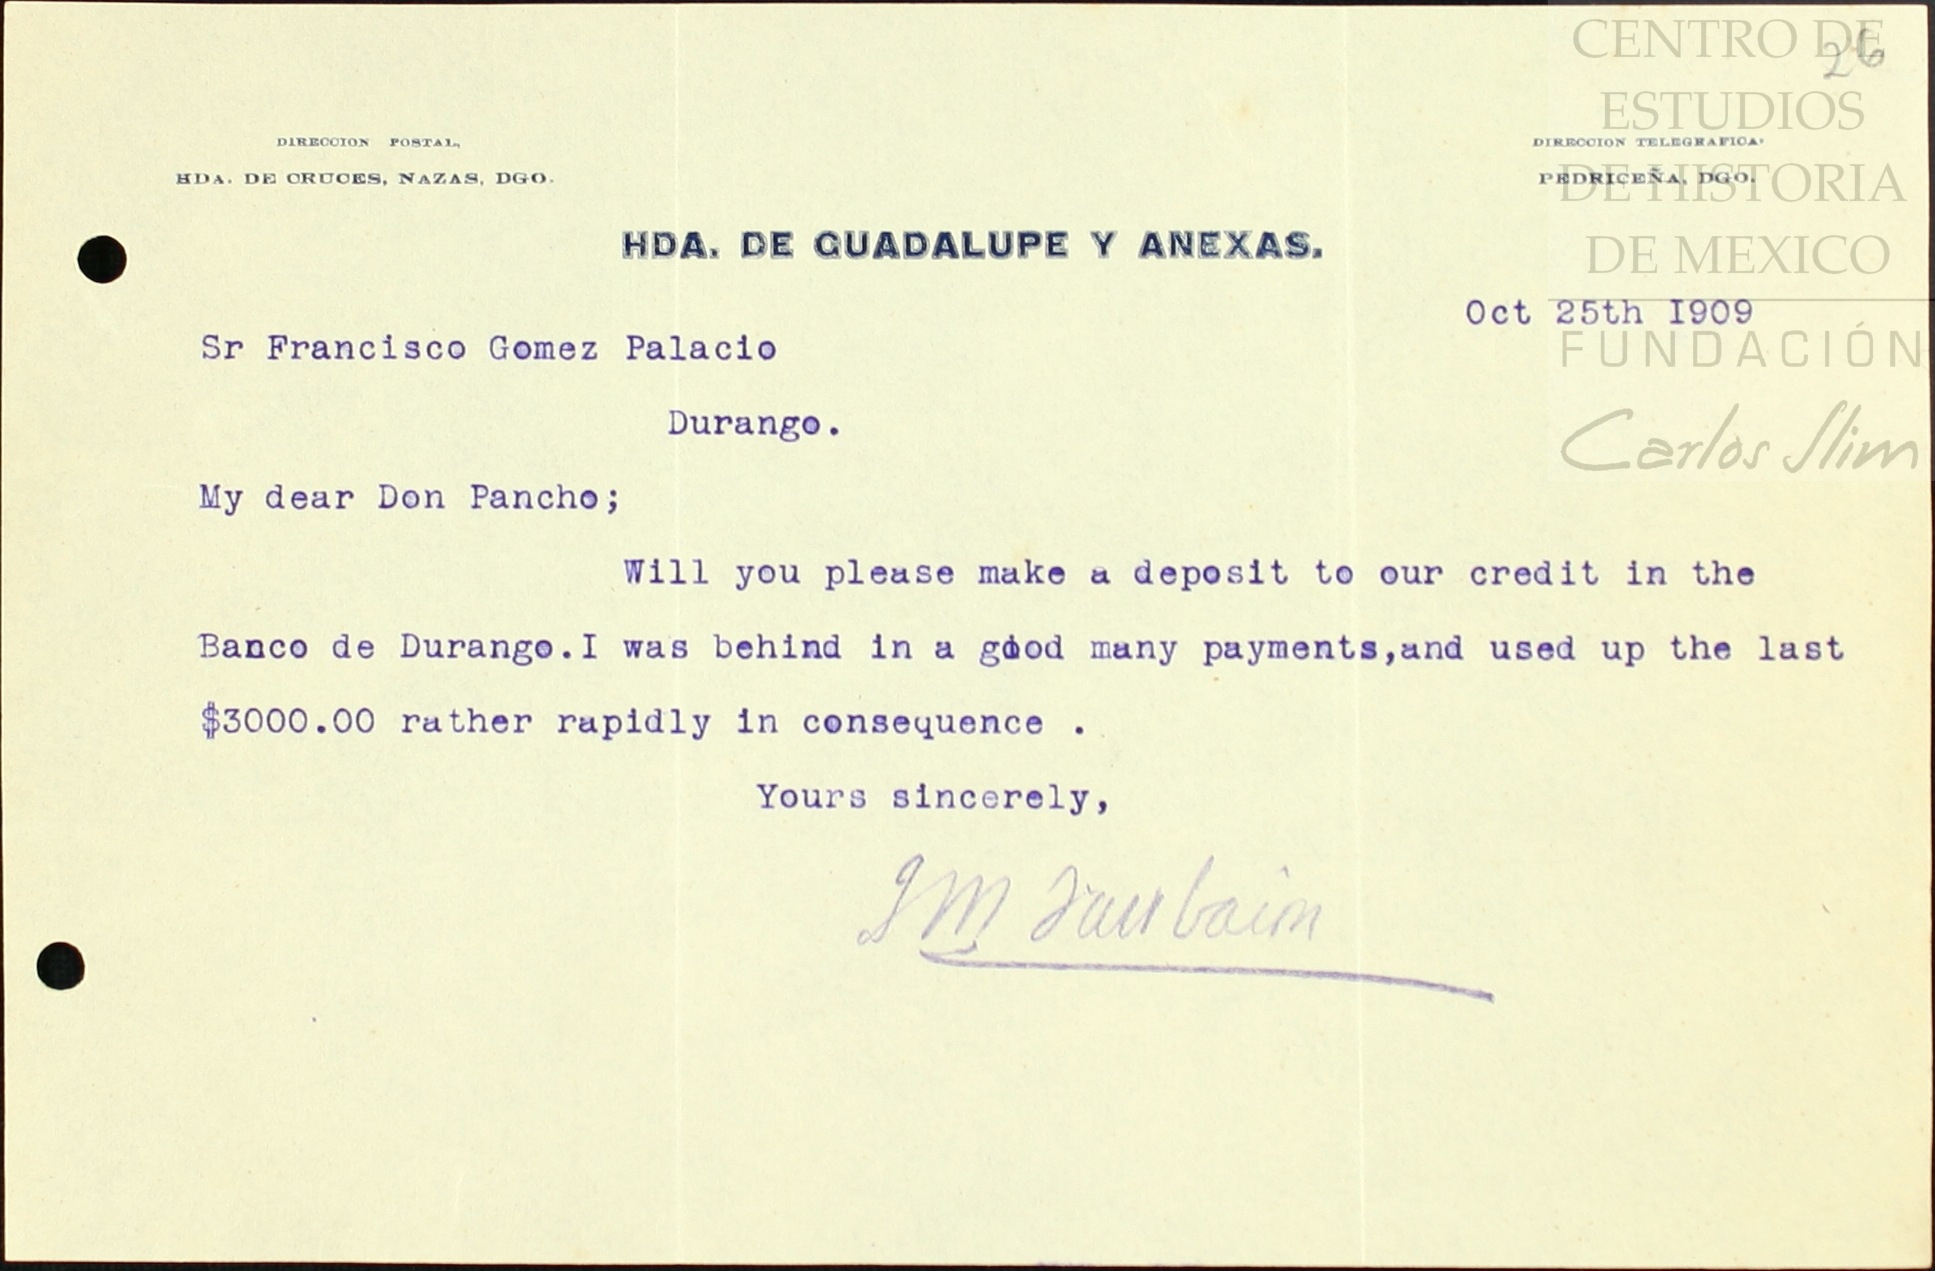 26
CENTRO DE
ESTUDIOS
DE HISTORIA
DE MEXICO
FUNDACIÓN
Carlos Slim
DIRECCION POSTAL,
HDA. DE CRUCES, NAZAS, DGO.
DIRECCION TELEGRAFICA:
PEDRICEÑA, DGO.
HDA. DE GUADALUPE Y ANEXAS.
Oct 25th I909
Sr Francisco Gomez Palacio
Durango.
My dear Don Pancho;
Will you please make a deposit to our credit in the
Banco de Durango.I was behind in a good many payments,and used up the last
$3000.00 rather rapidly in consequence .
Yours sincerely,